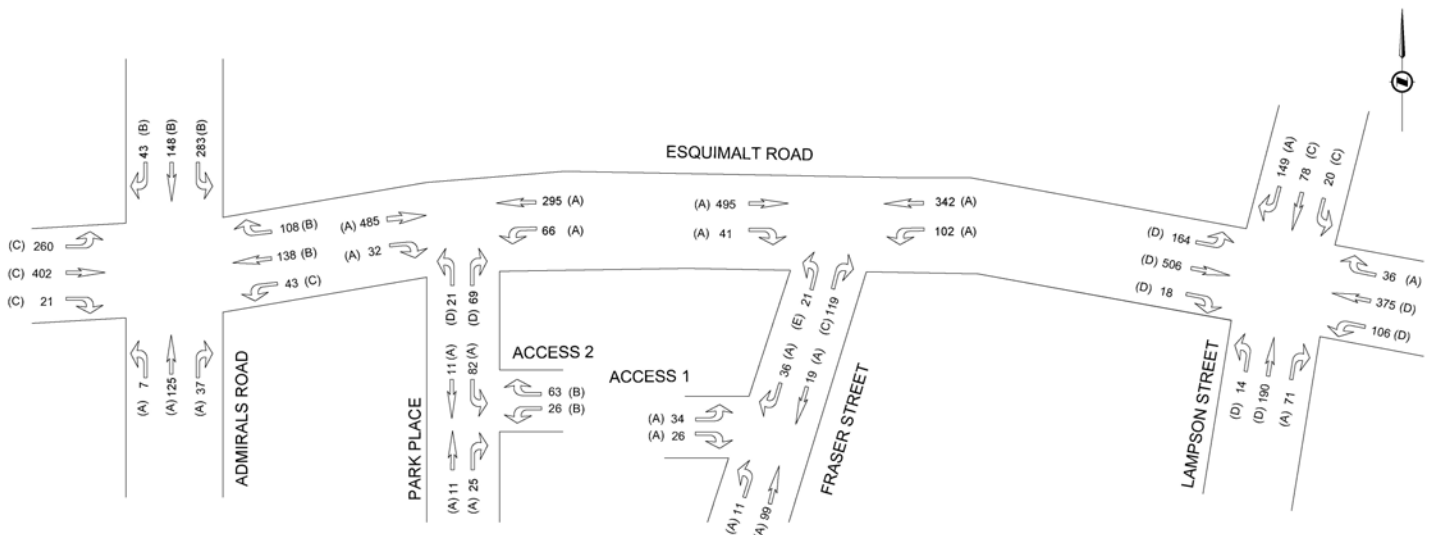 ESQUIMALT ROAD
43 (B)
148 (B)
283 (B)
(C) 260
(C) 402
(C) 21
108 (B)
138 (B)
43 (C)
(A) 7
(A) 125
(A) 37
ADMIRALS ROAD
(A) 485
(A) 32
295 (A)
66 (A)
(D) 21
(D) 69
11 (A)
82 (A)
ACCESS 2
63 (B)
26 (B)
PARK PLACE
(A) 11
(A) 25
(A) 495
(A) 41
342 (A)
102 (A)
(E) 21
(C) 119
36 (A)
19 (A)
ACCESS 1
(A) 34
(A) 26
(A) 11
(A) 99
FRASER STREET
149 (A)
78 (C)
20 (C)
(D) 164
(D) 506
(D) 18
36 (A)
375 (D)
106 (D)
(D) 14
(D) 190
(A) 71
LAMPSON STREET